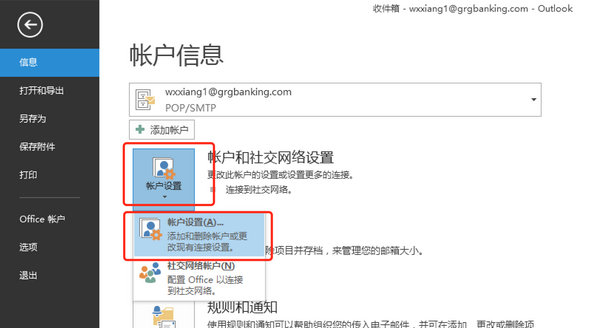 收件箱 - wxxiang1@grgbanking.com - Outlook
信息
打开和导出
另存为
保存附件
打印
Office 帐户
选项
退出
帐户信息
wxxiang1@grgbanking.com
POP/SMTP
添加帐户
帐户设置
帐户和社交网络设置
更改此帐户的设置或设置更多的连接。
连接到社交网络。
帐户设置(A)...
添加和删除帐户或更
改现有连接设置。
除项目并存档，来管理您的邮箱大小。
社交网络帐户(N)
配置 Office 以连接
到社交网络。
规则和通知
使用规则和通知可以帮助组织您的传入电子邮件，并可在添加、更改或删除项